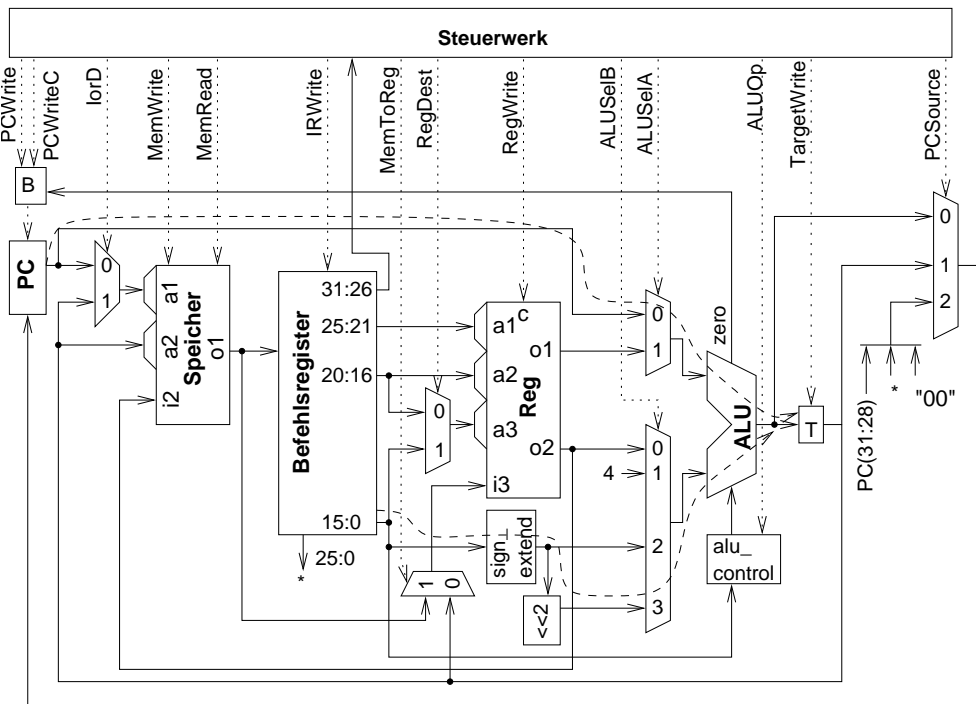 Steuerwerk
PCWrite
PCWriteC
IorD
MemWrite
MemRead
IRWrite
MemToReg
RegDest
RegWrite
ALUSelB
ALUSelA
ALUOp
TargetWrite
PCSource
B
PC
0
1
a1
a2
i2
o1
Speicher
Befehlsregister
31:26
25:21
20:16
15:0
25:0
*
0
1
a1
c
a2
a3
i3
o1
o2
Reg
1
0
sign_
extend
<<2
4
0
1
0
1
2
3
zero
ALU
alu_
control
T
0
1
2
PC(31:28)
*
"00"